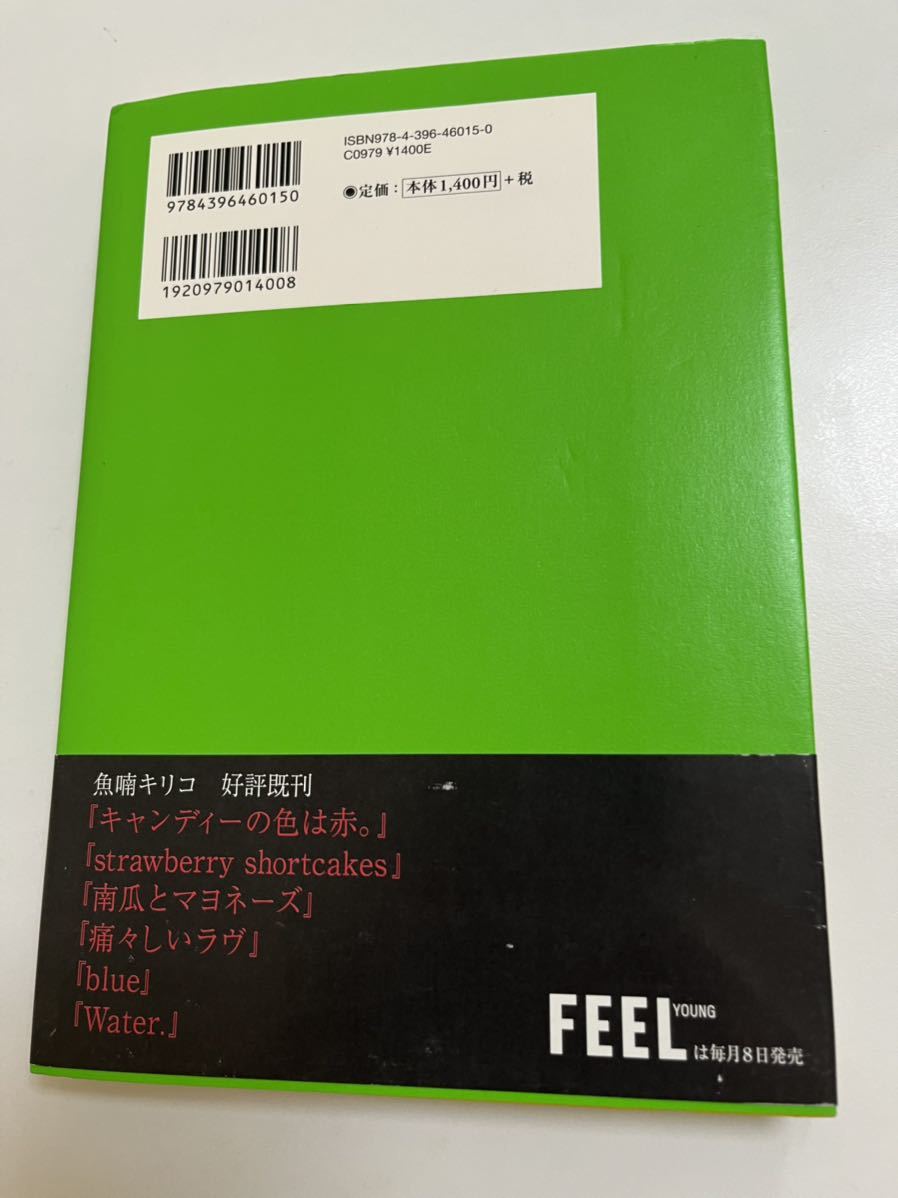 ISBN978-4-396-46015-0
C0979 ¥1400E
◉定価：本体1,400円＋税
9784396460150
1920979014008
魚喃キリコ　好評既刊
『キャンディーの色は赤。』
『strawberry shortcakes』
『南瓜とマヨネーズ』
『痛々しいラヴ』
『blue』
『Water.』
FEEL YOUNG
は毎月8日発売